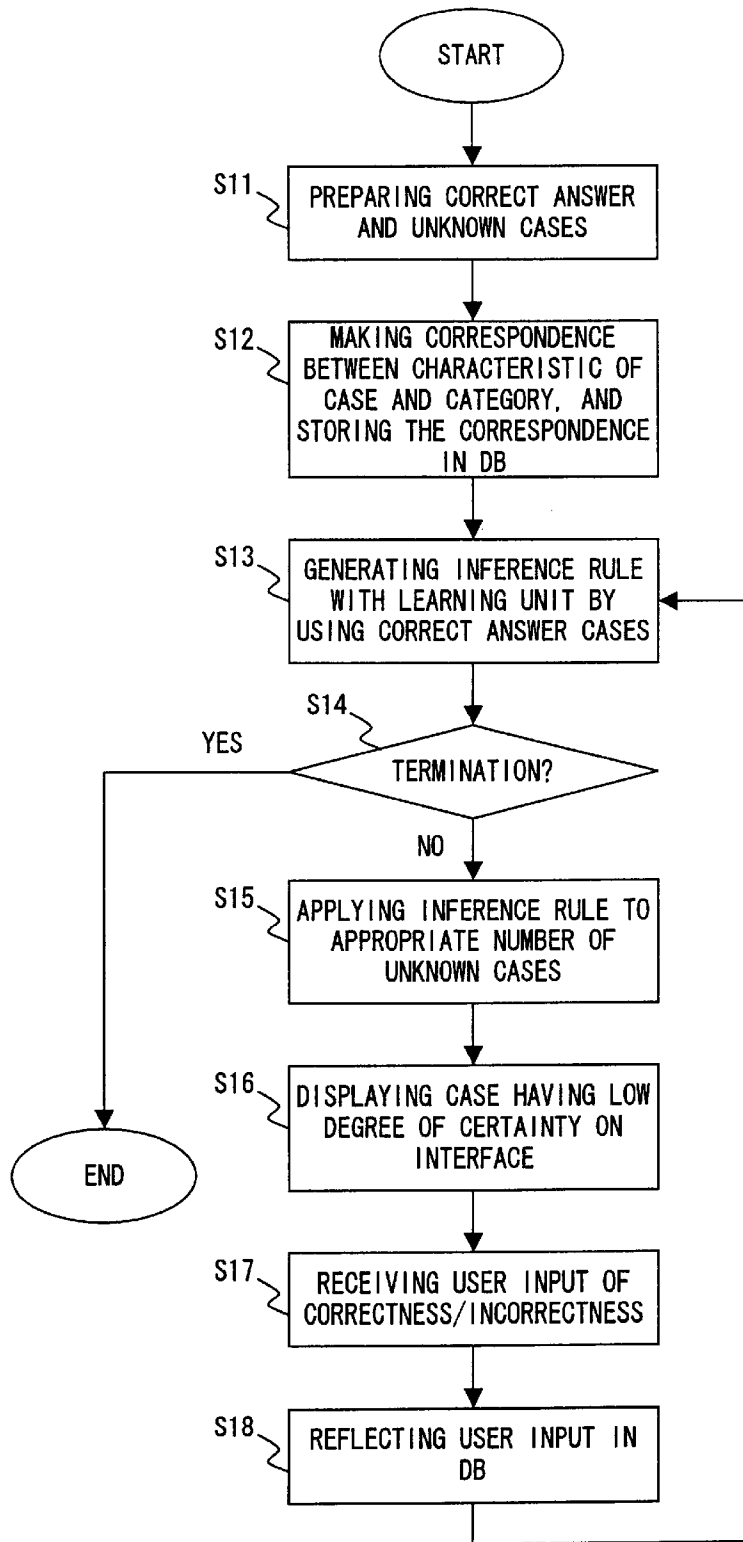 START
S11
PREPARING CORRECT ANSWER
AND UNKNOWN CASES
S12
MAKING CORRESPONDENCE
BETWEEN CHARACTERISTIC OF
CASE AND CATEGORY, AND
STORING THE CORRESPONDENCE
IN DB
S13
GENERATING INFERENCE RULE
WITH LEARNING UNIT BY
USING CORRECT ANSWER CASES
S14
YES
TERMINATION?
NO
S15
APPLYING INFERENCE RULE TO
APPROPRIATE NUMBER OF
UNKNOWN CASES
S16
DISPLAYING CASE HAVING LOW
DEGREE OF CERTAINTY ON
INTERFACE
END
S17
RECEIVING USER INPUT OF
CORRECTNESS/INCORRECTNESS
S18
REFLECTING USER INPUT IN
DB